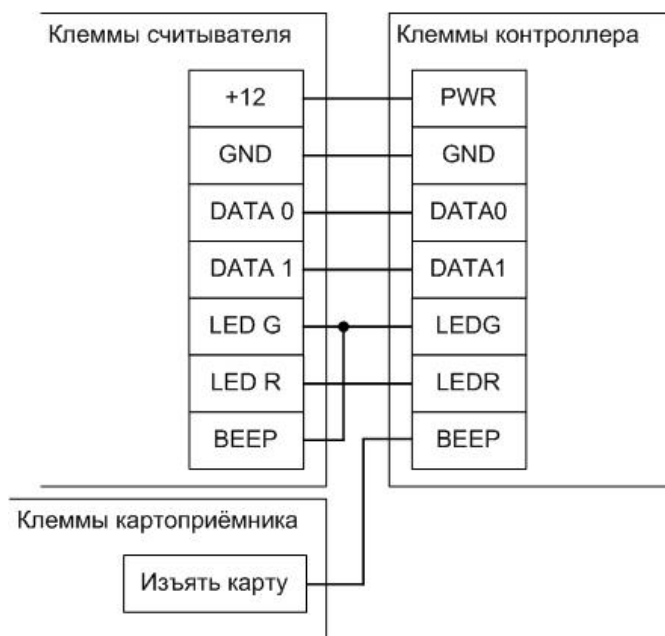 Клеммы считывателя
Клеммы контроллера
+12
PWR
GND
GND
DATA 0
DATA0
DATA 1
DATA1
LED G
LEDG
LED R
LEDR
BEEP
BEEP
Клеммы картоприёмника
Изъять карту